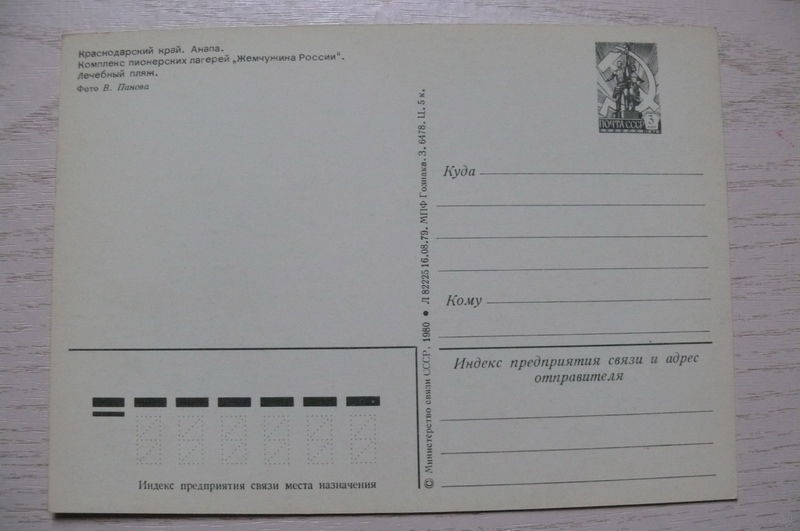 Краснодарский край. Анапа.
Комплекс пионерских лагерей „Жемчужина России“.
Лечебный пляж.
Фото В. Панова
ПОЧТА СССР
3
Куда
Кому
© Министерство связи СССР, 1980 ● Л 82225 16.08.79. МПФ Гознака. З. 6478. Ц. 5 к.
Индекс предприятия связи и адрес
отправителя
Индекс предприятия связи места назначения